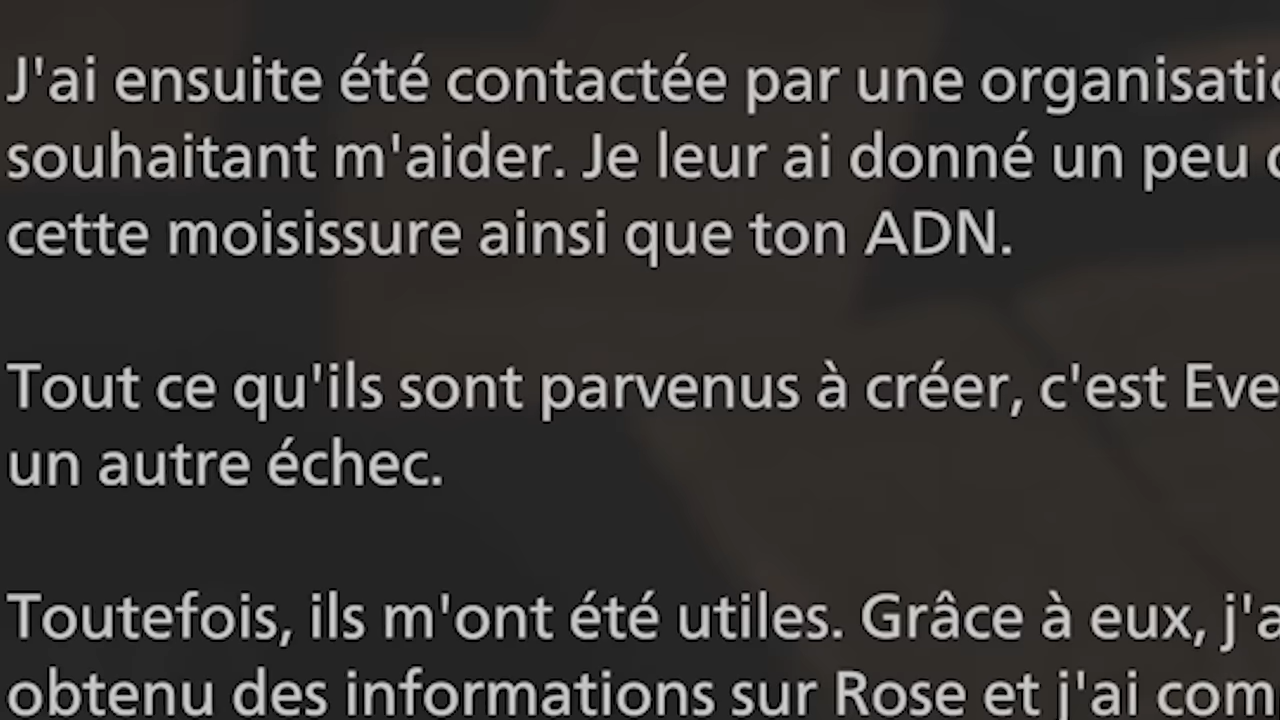 J'ai ensuite été contactée par une
souhaitant m'aider. Je leur ai donné un peu
cette moisissure ainsi que ton ADN.
Tout ce qu'ils sont parvenus à créer, c'est Eve
un autre échec.
Toutefois, ils m'ont été utiles. Grâce à eux,
obtenu des informations sur Rose et j'ai